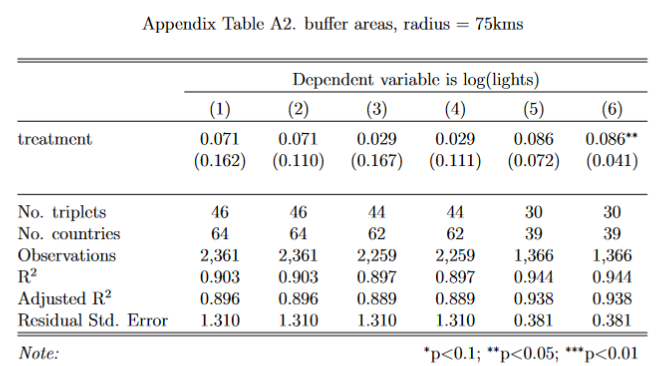 Appendix Table A2. buffer areas, radius = 75kms
Dependent variable is log(lights)
(1) (2) (3) (4) (5) (6)
treatment 0.071 0.071 0.029 0.029 0.086 0.086**
(0.162) (0.110) (0.167) (0.111) (0.072) (0.041)
No. triplets 46 46 44 44 30 30
No. countries 64 64 62 62 39 39
Observations 2,361 2,361 2,259 2,259 1,366 1,366
R² 0.903 0.903 0.897 0.897 0.944 0.944
Adjusted R² 0.896 0.896 0.889 0.889 0.938 0.938
Residual Std. Error 1.310 1.310 1.310 1.310 0.381 0.381
Note: *p<0.1; **p<0.05; ***p<0.01